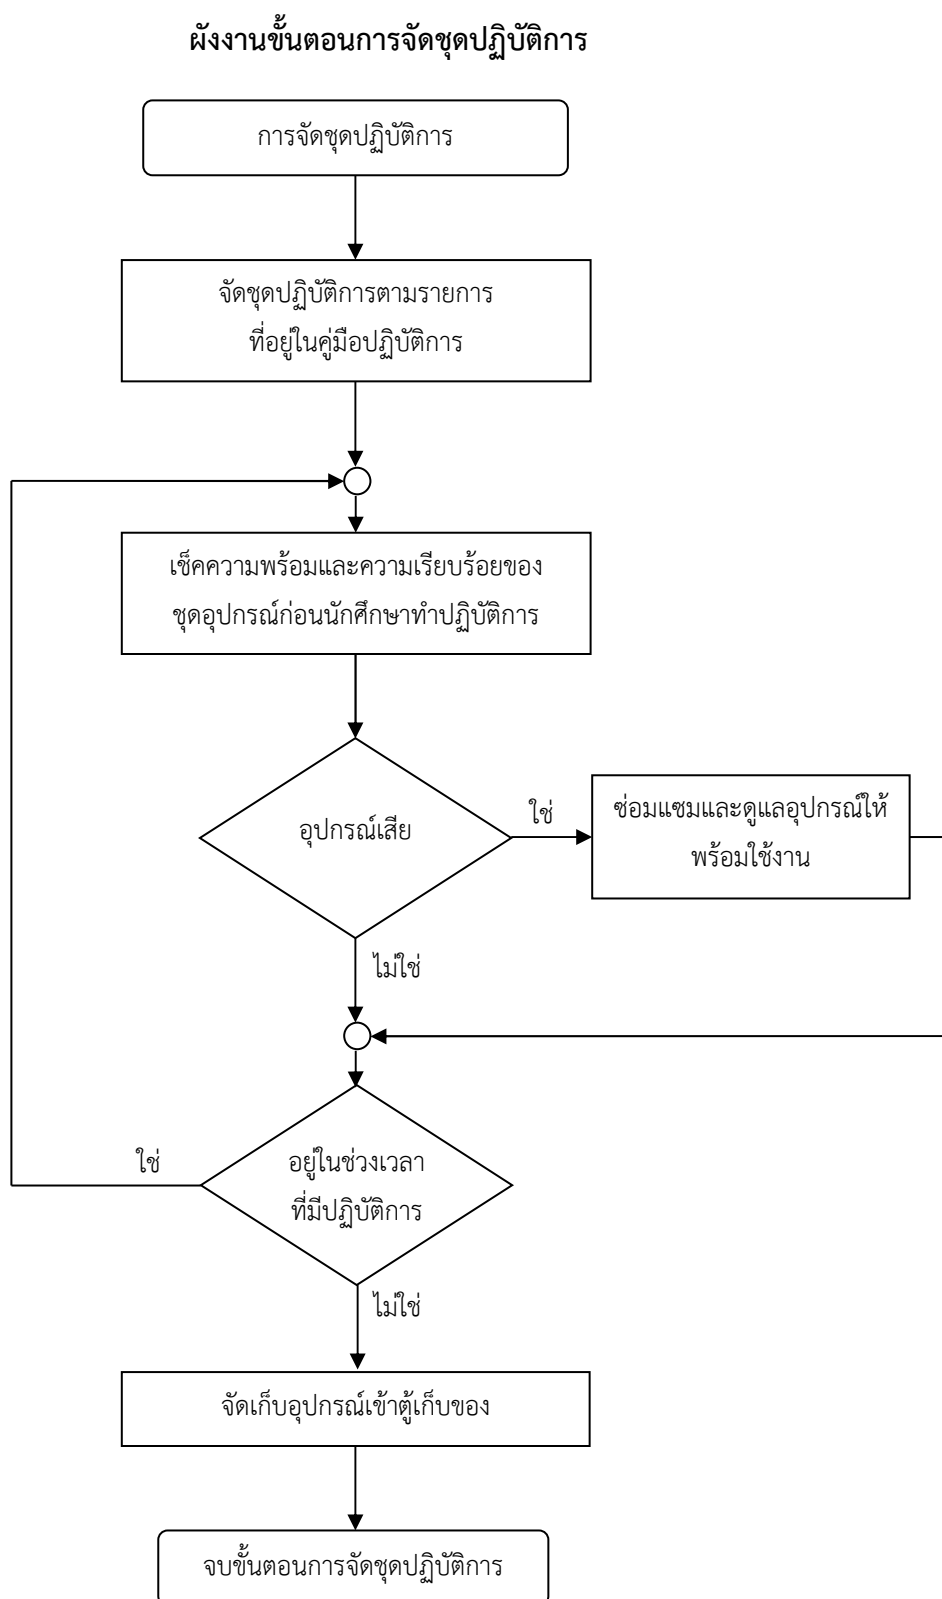 ผังงานขั้นตอนการจัดชุดปฏิบัติการ
การจัดชุดปฏิบัติการ
จัดชุดปฏิบัติการตามรายการ
ที่อยู่ในคู่มือปฏิบัติการ
เช็คความพร้อมและความเรียบร้อยของ
ชุดอุปกรณ์ก่อนนักศึกษาทำปฏิบัติการ
อุปกรณ์เสีย
ใช่
ซ่อมแซมและดูแลอุปกรณ์ให้
พร้อมใช้งาน
ไม่ใช่
ใช่
อยู่ในช่วงเวลา
ที่มีปฏิบัติการ
ไม่ใช่
จัดเก็บอุปกรณ์เข้าตู้เก็บของ
จบขั้นตอนการจัดชุดปฏิบัติการ